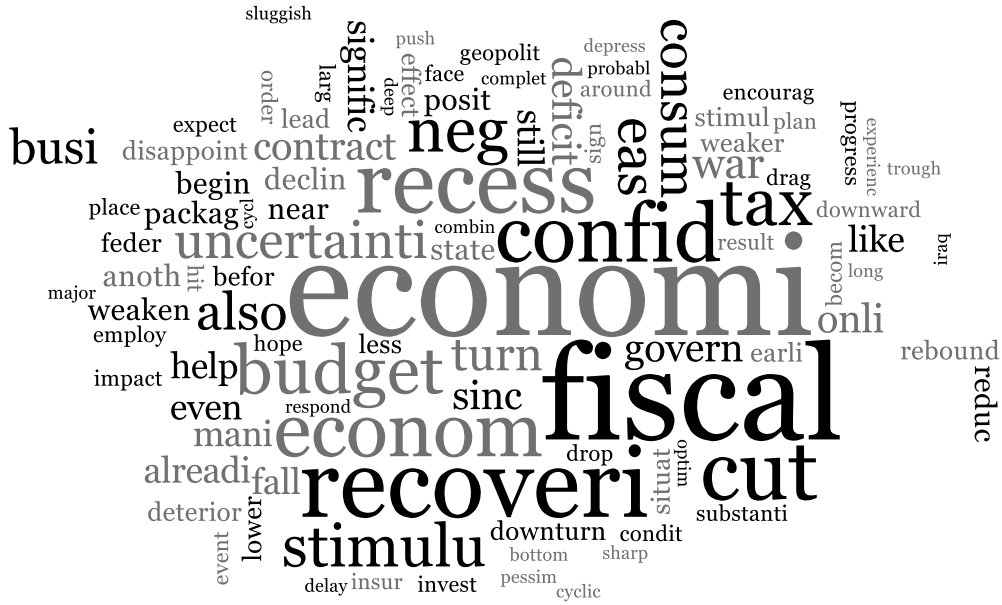 sluggish
signific
push
geopolit
depress
consum
larg
deep
effect
face
complet
deficit
probabl
order
lead
posit
around
encourag
expect
neg
still
sign
eas
stimul
plan
progress
experienc
busi
disappoint
contract
weaker
war
trough
begin
declin
recess
drag
place
packag
cycl
near
combin
confid
tax
downward
feder
uncertainti
state
result
like
iraq
anoth
hit
befor
economi
becom
long
major
weaken
also
onli
employ
hope
less
turn
govern
earli
rebound
impact
help
budget
fiscal
reduc
even
respond
sinc
mani
econom
drop
situat
optim
cut
alreadi
fall
recoveri
deterior
lower
substanti
event
stimulu
downturn
condit
bottom
sharp
delay
insur
invest
pessim
cyclic